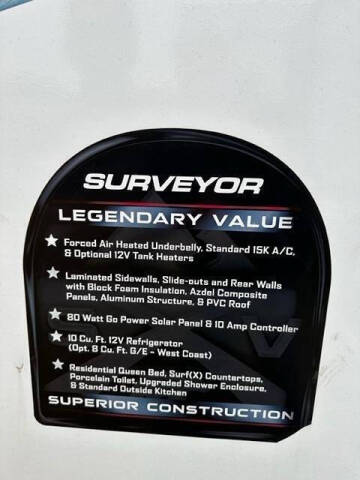 SURVEYOR
LEGENDARY VALUE
Forced Air Heated Underbelly, Standard 15K A/C,
& Optional 12V Tank Heaters
Laminated Sidewalls, Slide-outs and Rear Walls
with Block Foam Insulation, Azdel Composite
Panels, Aluminum Structure, & PVC Roof
80 Watt Go Power Solar Panel & 10 Amp Controller
10 Cu. Ft. 12V Refrigerator
(Opt. 8 Cu. Ft. G/E - West Coast)
Residential Queen Bed, Surf(X) Countertops,
Porcelain Toilet, Upgraded Shower Enclosure,
& Standard Outside Kitchen
SUPERIOR CONSTRUCTION